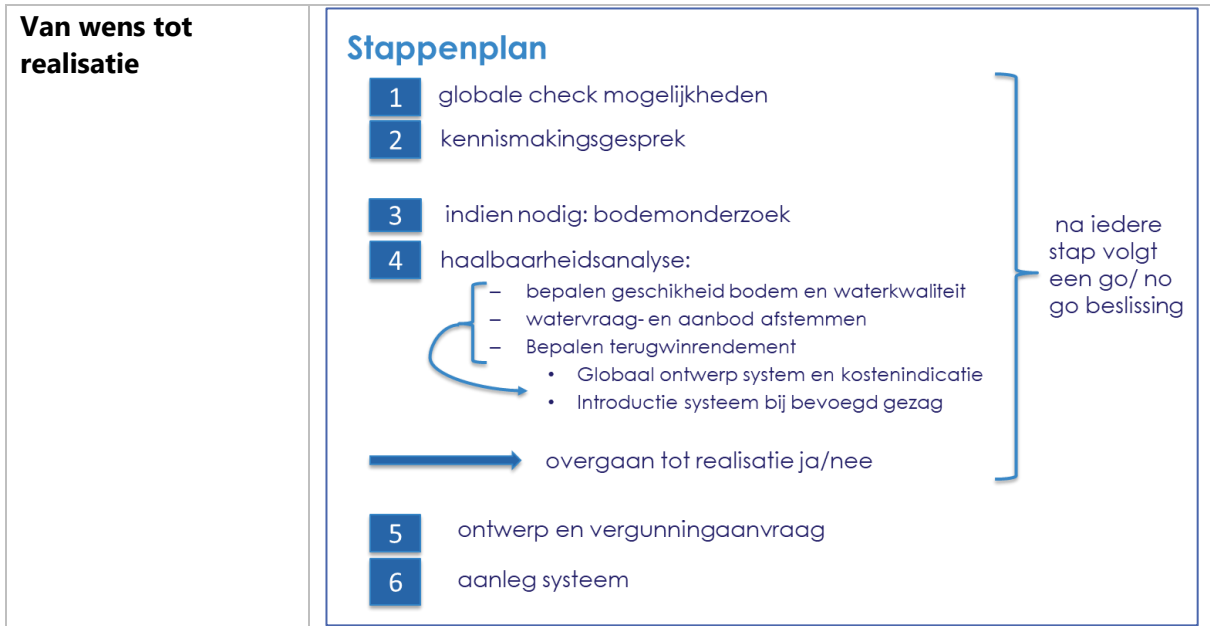 Van wens tot
realisatie
Stappenplan
1 globale check mogelijkheden
2 kennismakingsgesprek
3 indien nodig: bodemonderzoek
4 haalbaarheidsanalyse:
– bepalen geschikheid bodem en waterkwaliteit
– watervraag- en aanbod afstemmen
– Bepalen terugwinrendement
• Globaal ontwerp system en kostenindicatie
• Introductie systeem bij bevoegd gezag
overgaan tot realisatie ja/nee
na iedere
stap volgt
een go/ no
go beslissing
5 ontwerp en vergunningaanvraag
6 aanleg systeem